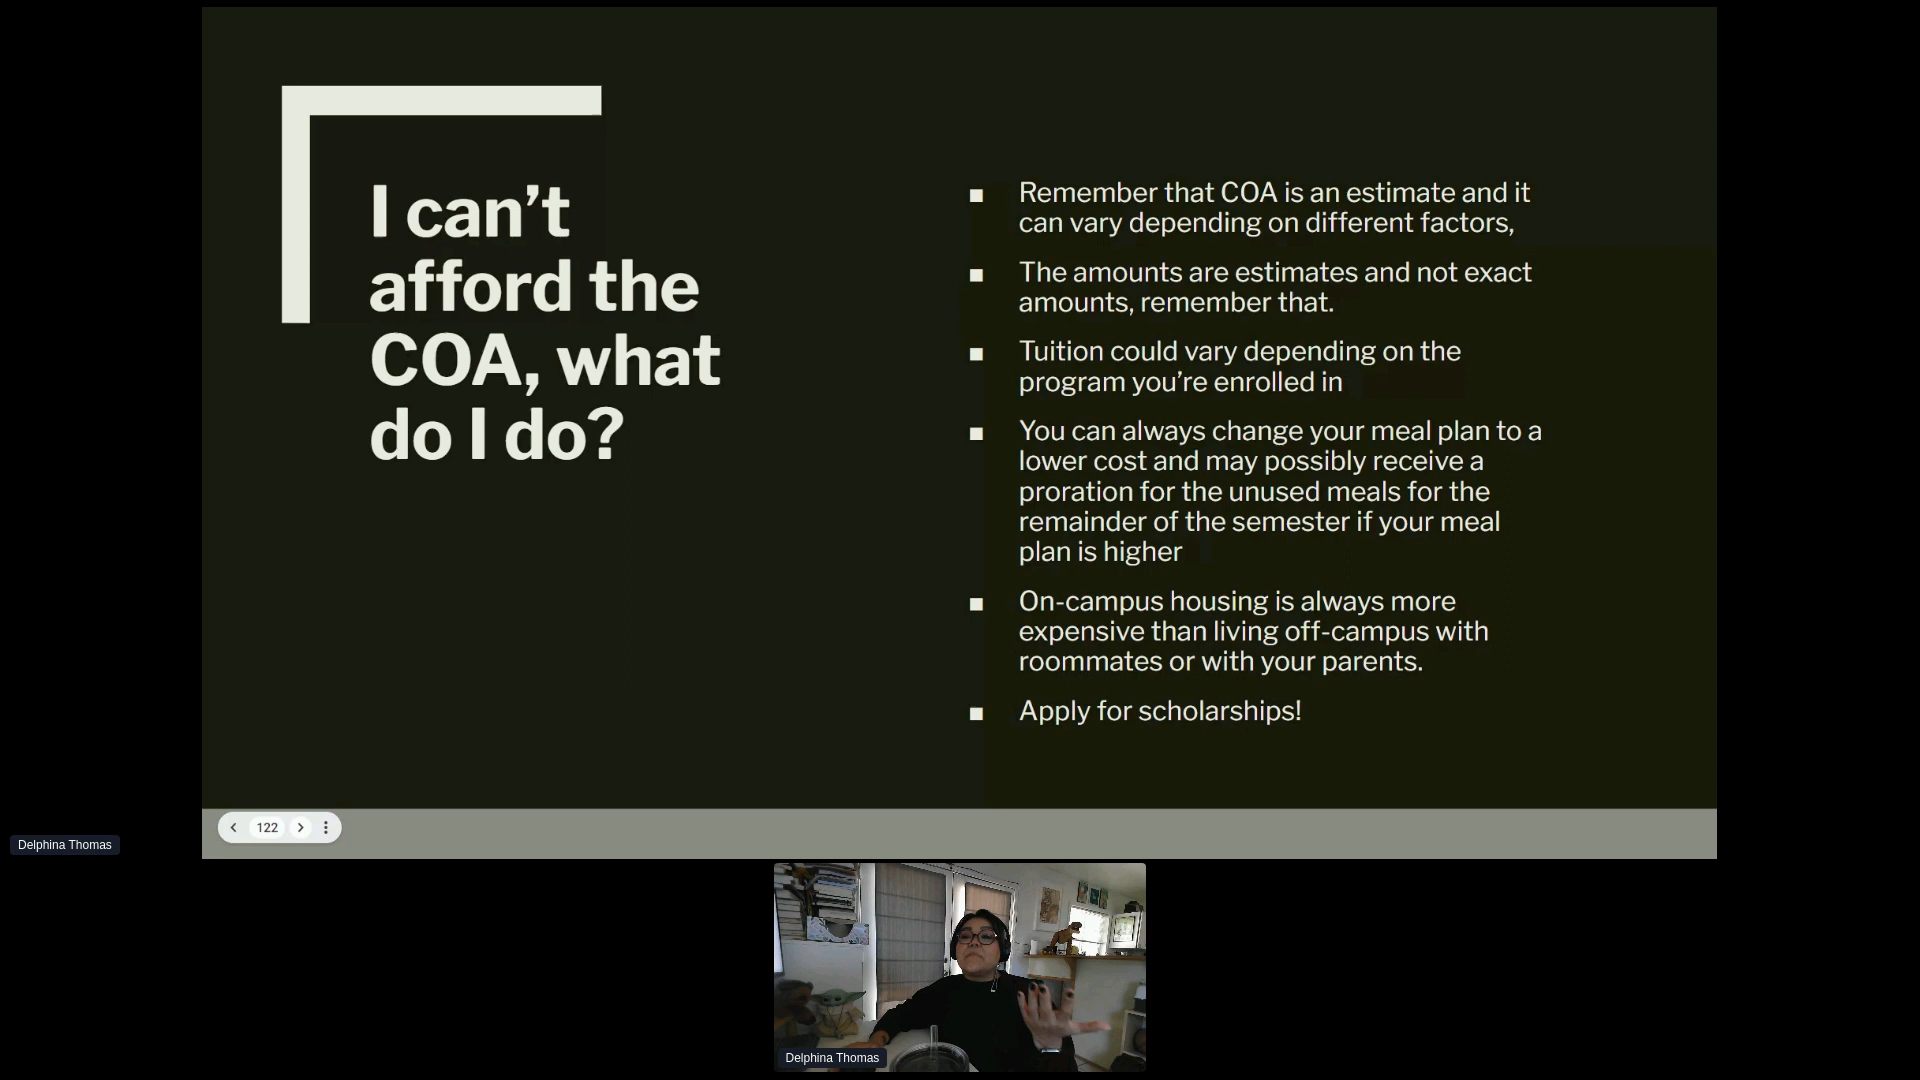 I can’t
afford the
COA, what
do I do?
■ Remember that COA is an estimate and it
can vary depending on different factors,
■ The amounts are estimates and not exact
amounts, remember that.
■ Tuition could vary depending on the
program you’re enrolled in
■ You can always change your meal plan to a
lower cost and may possibly receive a
proration for the unused meals for the
remainder of the semester if your meal
plan is higher
■ On-campus housing is always more
expensive than living off-campus with
roommates or with your parents.
■ Apply for scholarships!
122
Delphina Thomas
Delphina Thomas